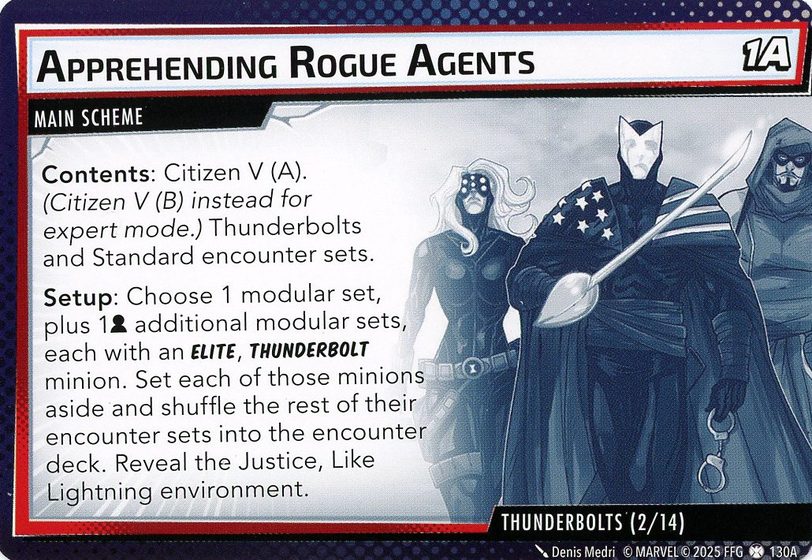 APPREHENDING ROGUE AGENTS
1A
MAIN SCHEME
Contents: Citizen V (A).
(Citizen V (B) instead for
expert mode.) Thunderbolts
and Standard encounter sets.
Setup: Choose 1 modular set,
plus 1 additional modular sets,
each with an ELITE, THUNDERBOLT
minion. Set each of those minions
aside and shuffle the rest of their
encounter sets into the encounter
deck. Reveal the Justice, Like
Lightning environment.
THUNDERBOLTS (2/14)
Denis Medri © MARVEL © 2025 FFG 130A